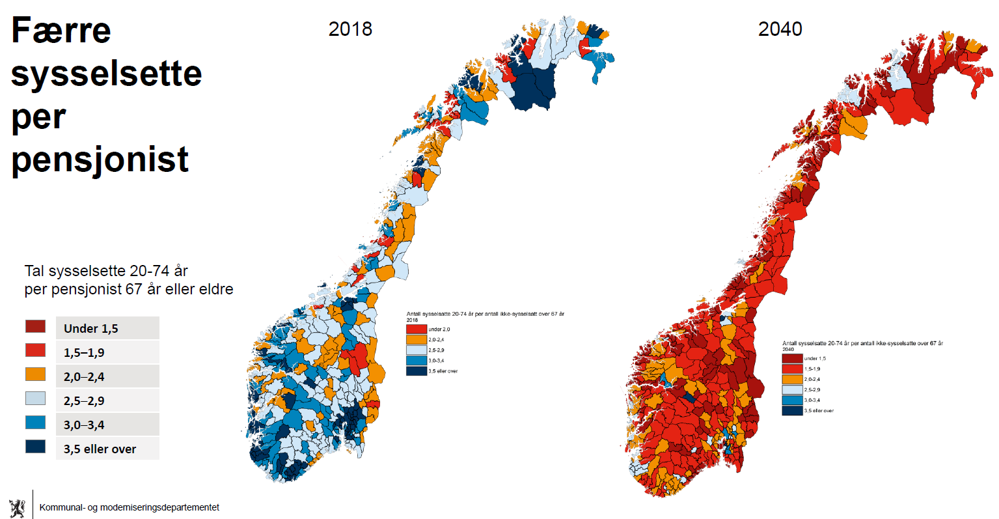 Færre
sysselsette
per
pensjonist
2018
2040
Tal sysselsette 20-74 år
per pensjonist 67 år eller eldre
Under 1,5
1,5–1,9
2,0–2,4
2,5–2,9
3,0–3,4
3,5 eller over
Antall sysselsatte 20-74 år per antall ikke-sysselsatt over 67 år
2018
under 2,0
2,0-2,4
2,5-2,9
3,0-3,4
3,5 eller over
Antall sysselsatte 20-74 år per antall ikke-sysselsatte over 67 år
2040
under 1,5
1,5-1,9
2,0-2,4
2,5-2,9
3,0-3,4
3,5 eller over
Kommunal- og moderniseringsdepartementet